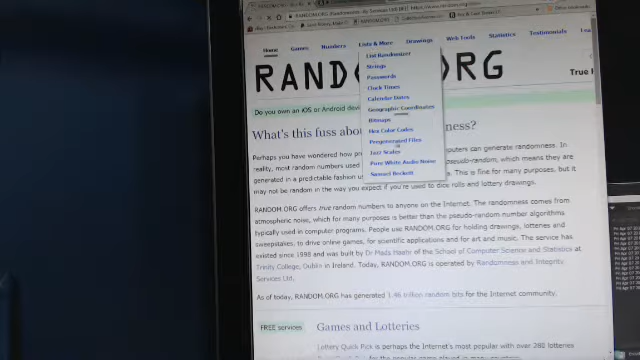 Home Games Numbers Lists & More Drawings Web Tools Statistics Testimonials
List Randomizer
Strings
Passwords
Clock Times
Calendar Dates
Geographic Coordinates
Bitmaps
Hex Color Codes
Pregenerated Files
Jazz Scales
Pure White Audio Noise
Samuel Beckett
RAND ORG
True
Do you own an iOS or Android
What's this fuss ness?
Perhaps you have wondered how computers can generate randomness. In
reality, most random numbers pseudo-random, which means they are
generated in a predictable fashion This is fine for many purposes, but it
may not be random in the way you expect if you're used to dice rolls and lottery drawings.
RANDOM.ORG offers true random numbers to anyone on the Internet. The randomness comes from
atmospheric noise, which for many purposes is better than the pseudo-random number algorithms
typically used in computer programs. People use RANDOM.ORG for holding drawings, lotteries and
sweepstakes, to drive online games, for scientific applications and for art and music. The service has
existed since 1998 and was built by Dr Mads Haahr of the School of Computer Science and Statistics at
Trinity College, Dublin in Ireland. Today, RANDOM.ORG is operated by Randomness and Integrity
Services Ltd.
As of today, RANDOM.ORG has generated 1.96 trillion random bits for the Internet community.
FREE services
Games and Lotteries
Lottery Quick Pick is perhaps the Internet's most popular with over 280 lotteries